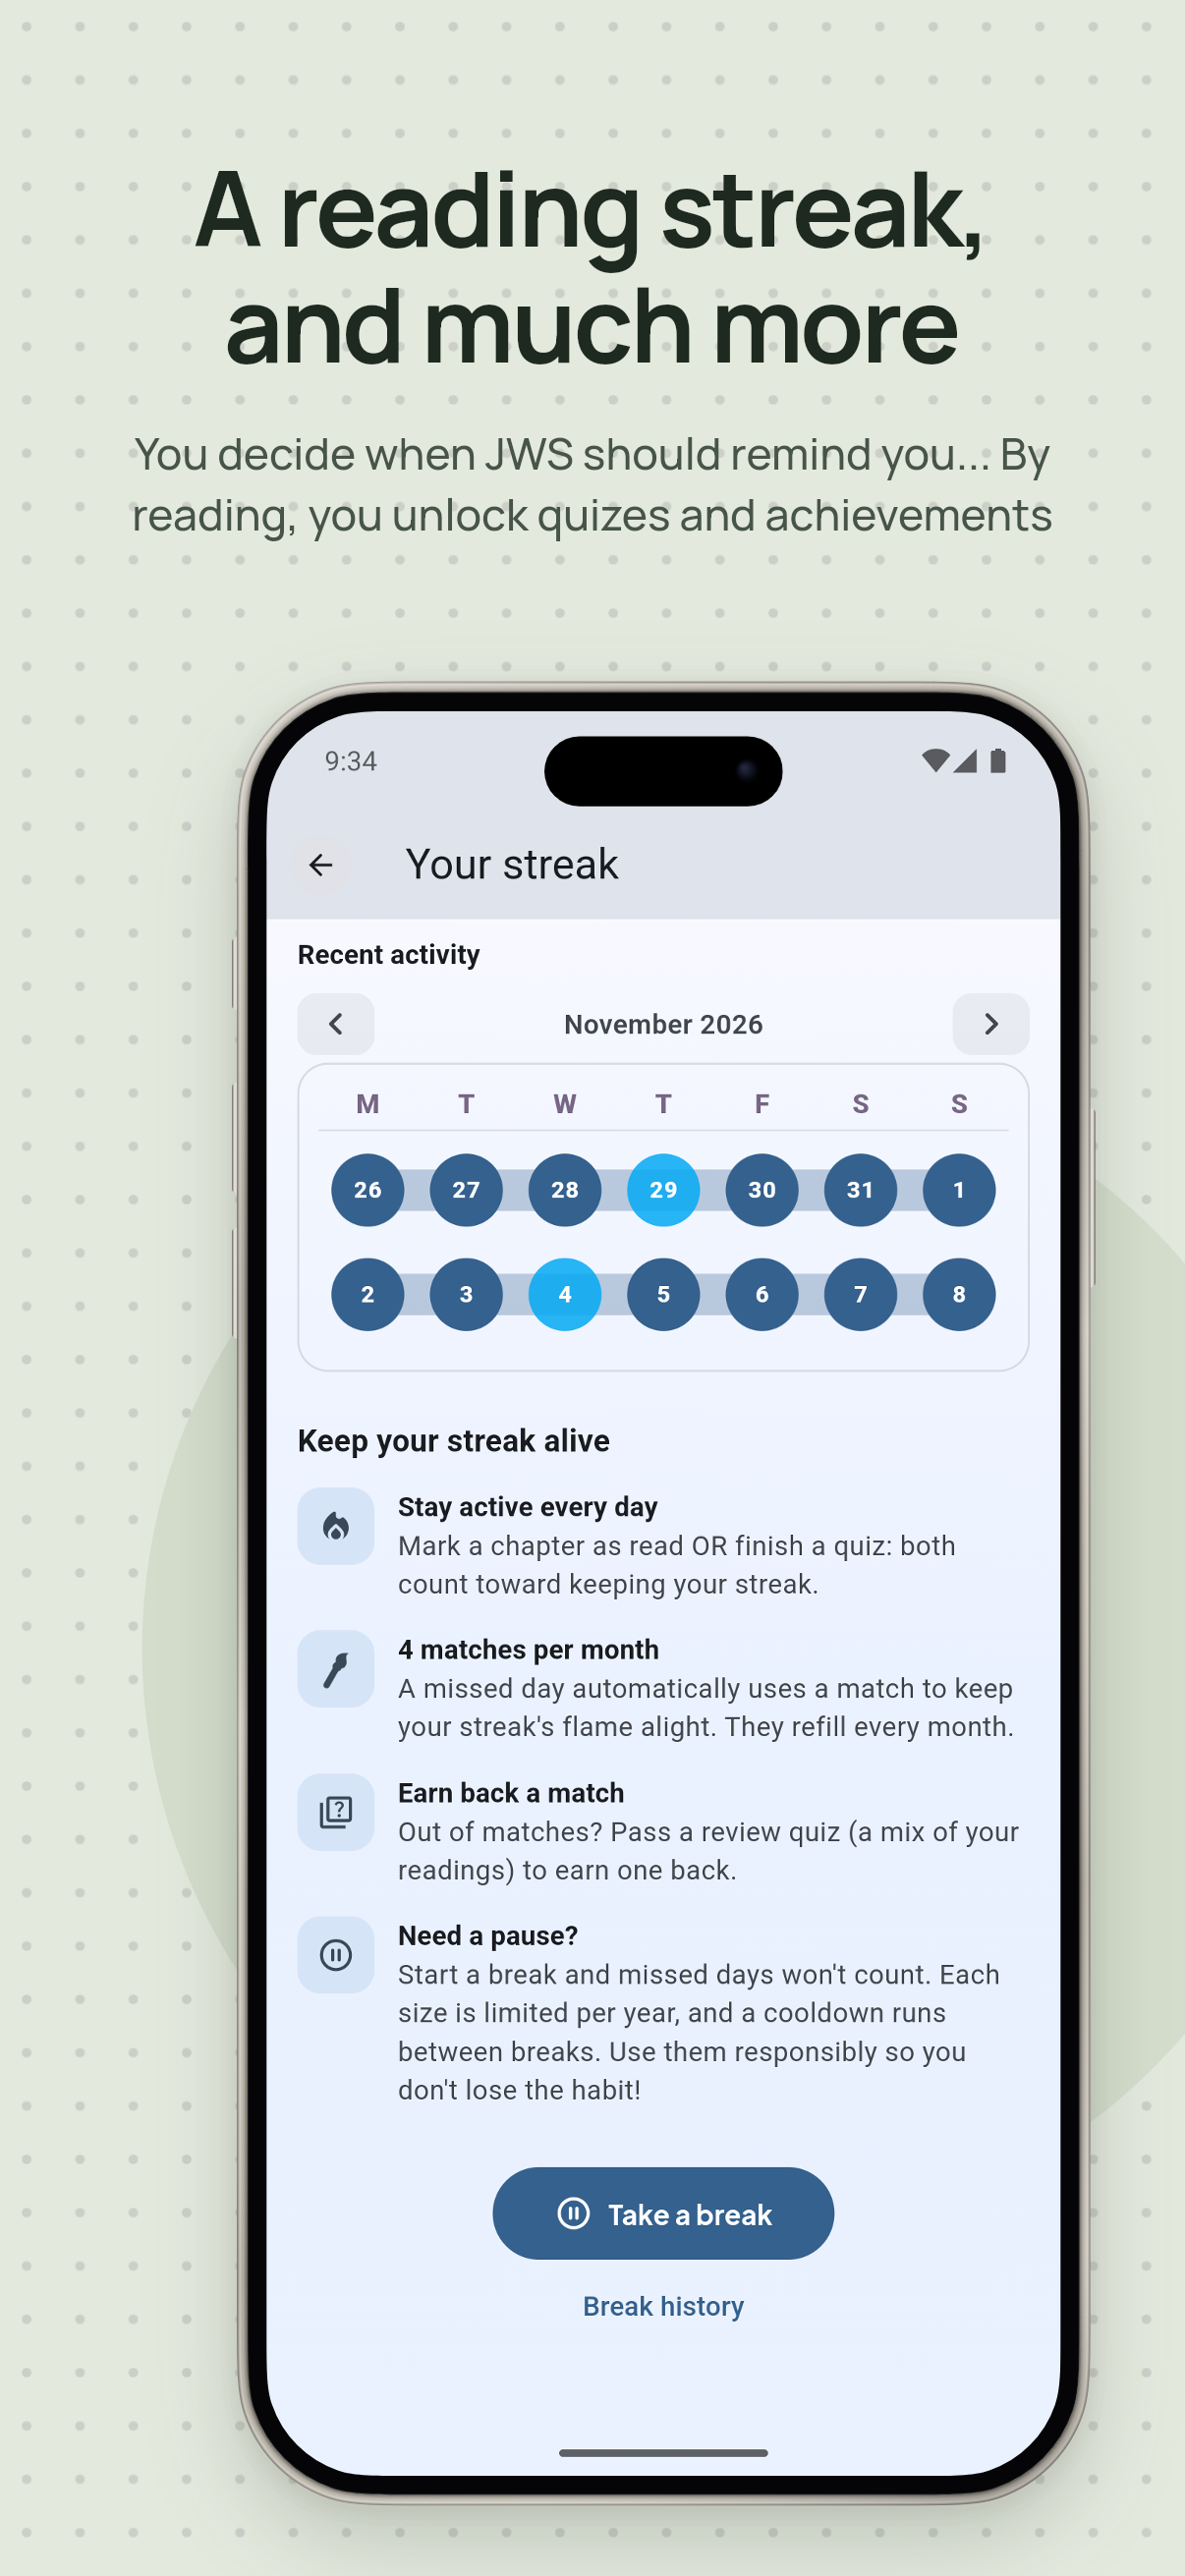 A reading streak,
and much more
You decide when JWS should remind you... By
reading, you unlock quizes and achievements
9:34
Your streak
Recent activity
November 2026
M T W T F S S
26 27 28 29 30 31 1
2 3 4 5 6 7 8
Keep your streak alive
Stay active every day
Mark a chapter as read OR finish a quiz: both
count toward keeping your streak.
4 matches per month
A missed day automatically uses a match to keep
your streak's flame alight. They refill every month.
Earn back a match
Out of matches? Pass a review quiz (a mix of your
readings) to earn one back.
Need a pause?
Start a break and missed days won't count. Each
size is limited per year, and a cooldown runs
between breaks. Use them responsibly so you
don't lose the habit!
Take a break
Break history